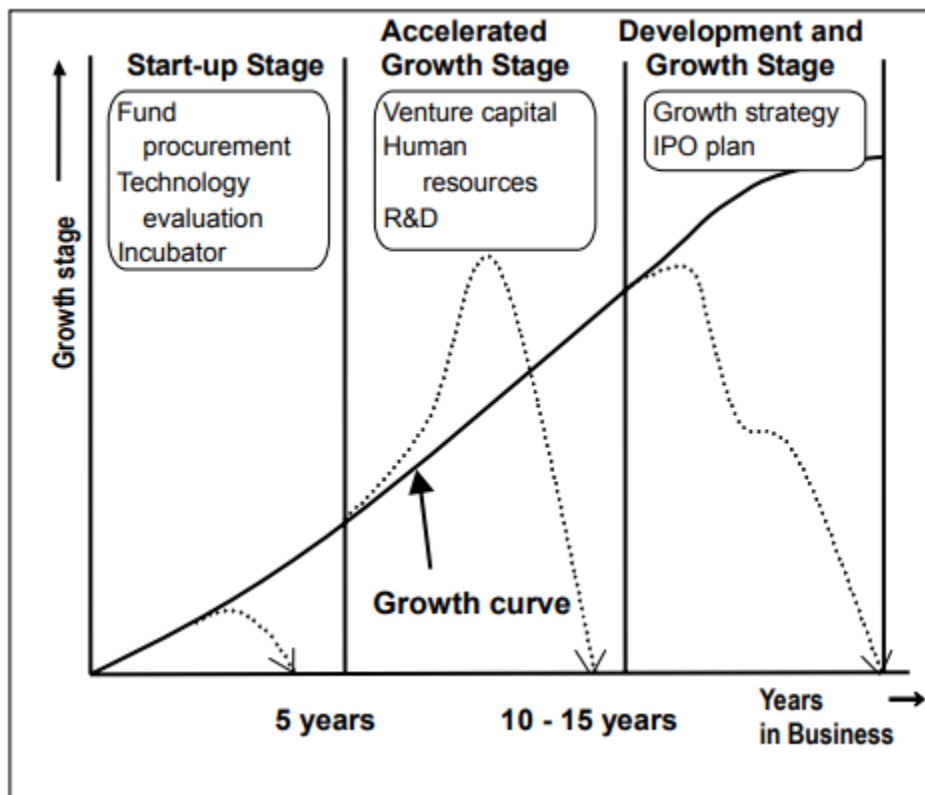 Start-up Stage
Fund
procurement
Technology
evaluation
Incubator
Accelerated
Growth Stage
Venture capital
Human
resources
R&D
Development and
Growth Stage
Growth strategy
IPO plan
Growth stage
Growth curve
5 years
10 - 15 years
Years
in Business